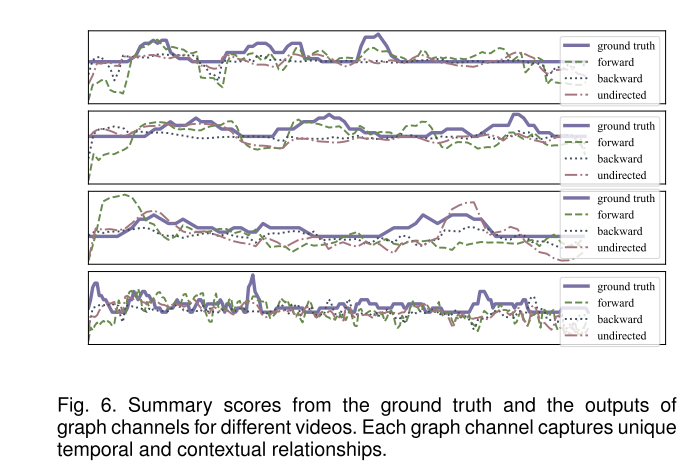 ground truth
forward
backward
undirected
ground truth
forward
backward
undirected
ground truth
forward
backward
undirected
ground truth
forward
backward
undirected
Fig. 6. Summary scores from the ground truth and the outputs of
graph channels for different videos. Each graph channel captures unique
temporal and contextual relationships.